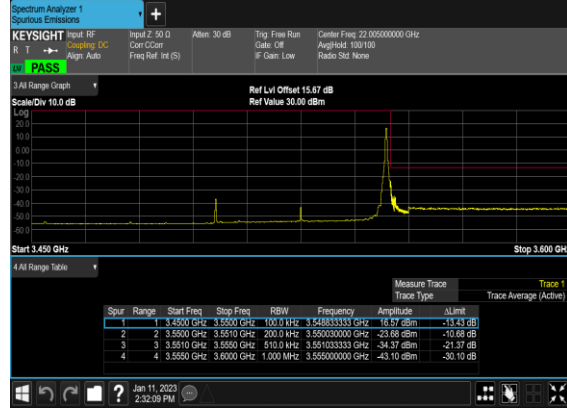 Spectrum Analyzer 1
Spurious Emissions
KEYSIGHT Input: RF Input Z: 50 Ω Atten: 30 dB Trig: Free Run Center Freq: 22.005000000 GHz
R T Coupling: DC Corr CCorr Gate: Off Avg|Hold: 100/100
Align: Auto Freq Ref: Int (S) IF Gain: Low Radio Std: None
LW PASS
3 All Range Graph
Ref Lvl Offset 15.67 dB
Scale/Div 10.0 dB Ref Value 30.00 dBm
Log
20.0
10.0
0.00
-10.0
-20.0
-30.0
-40.0
-50.0
-60.0
Start 3.450 GHz Stop 3.600 GH
4 All Range Table
Measure Trace Trace 1
Trace Type Trace Average (Active)
Spur Range Start Freq Stop Freq RBW Frequency Amplitude ΔLimit
1 1 3.4500 GHz 3.5500 GHz 100.0 kHz 3.548833333 GHz 16.57 dBm -13.43 dB
2 2 3.5500 GHz 3.5510 GHz 200.0 kHz 3.550030000 GHz -23.68 dBm -10.68 dB
3 3 3.5510 GHz 3.5550 GHz 510.0 kHz 3.551033333 GHz -34.37 dBm -21.37 dB
4 4 3.5550 GHz 3.6000 GHz 1.000 MHz 3.555000000 GHz -43.10 dBm -30.10 dB
Jan 11, 2023
2:32:09 PM